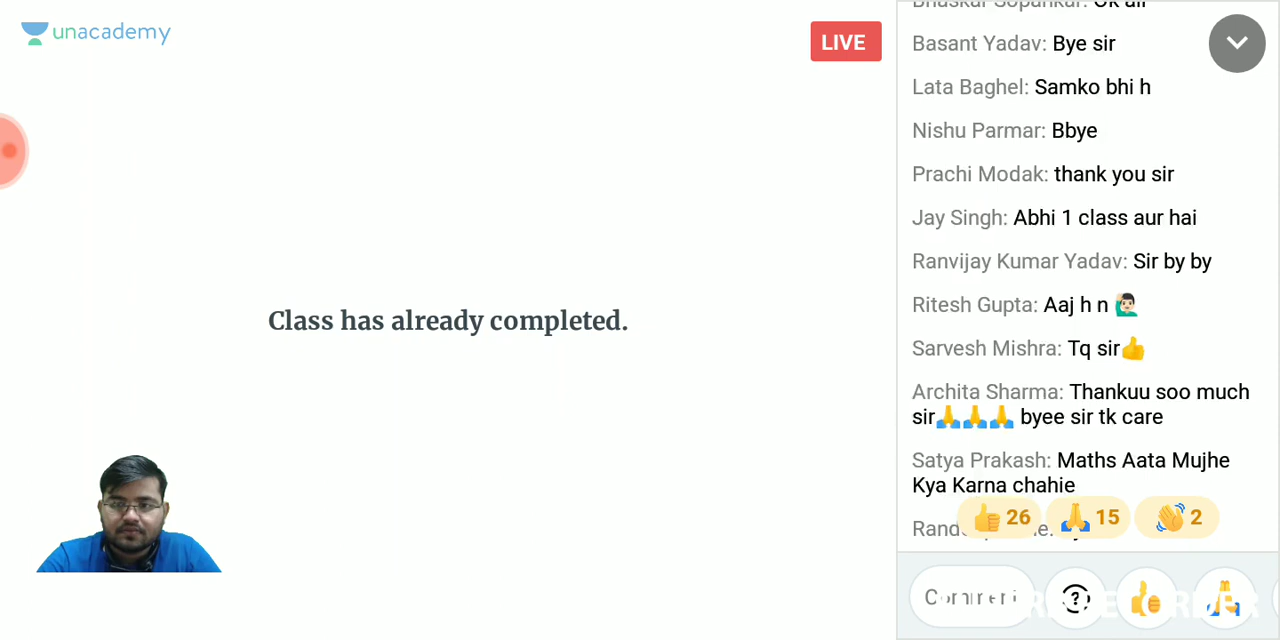 unacademy
LIVE
Class has already completed.
Basant Yadav: Bye sir
Lata Baghel: Samko bhi h
Nishu Parmar: Bbye
Prachi Modak: thank you sir
Jay Singh: Abhi 1 class aur hai
Ranvijay Kumar Yadav: Sir by by
Ritesh Gupta: Aaj h n 🙋🏻‍♂️
Sarvesh Mishra: Tq sir👍
Archita Sharma: Thankuu soo much
sir🙏🙏🙏 byee sir tk care
Satya Prakash: Maths Aata Mujhe
Kya Karna chahie
👍 26 🙏 15 👋 2